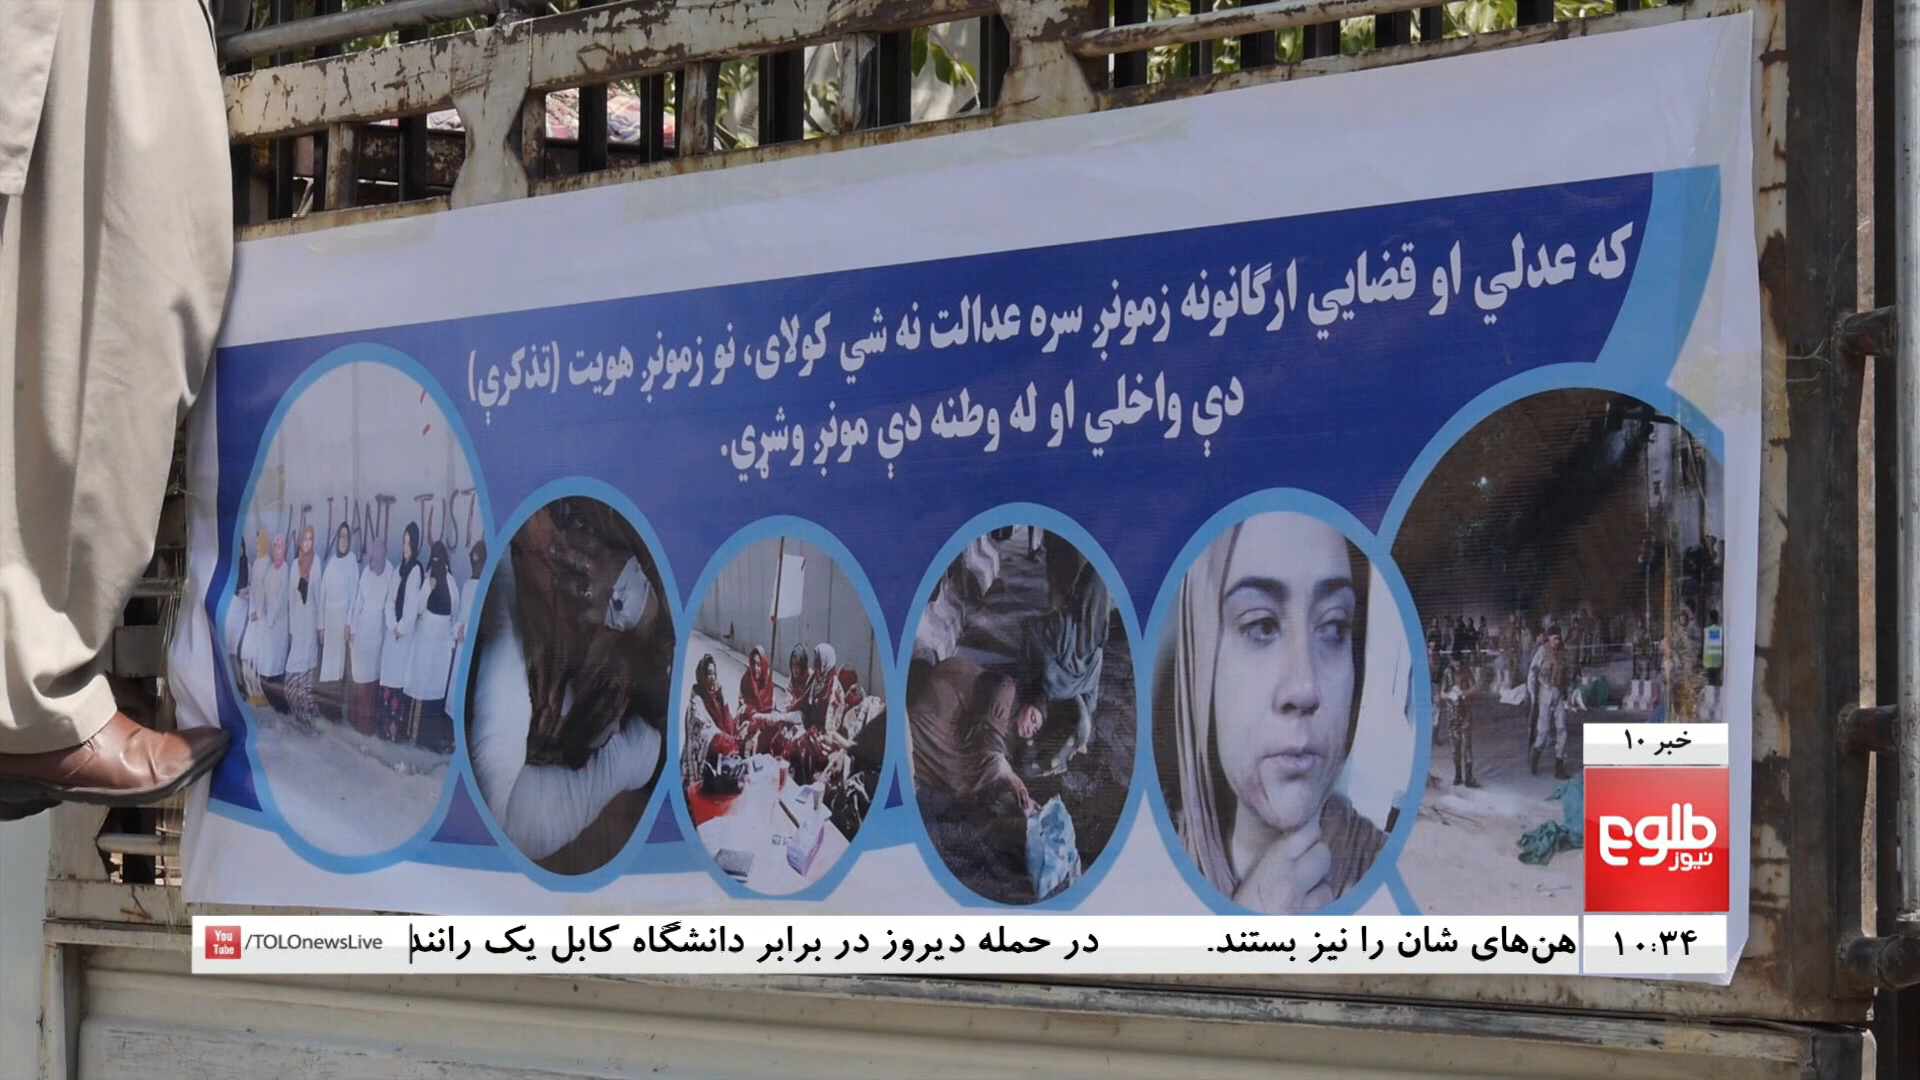 که عدلي او قضايي ارگانونه زمونږ سره عدالت نه شي کولای، نو زمونږ هويت (تذکرې)
دې واخلي او له وطنه دې مونږ وشړي.
WE WANT JUST
خبر ۱۰
طلوع
نیوز
۱۰:۳۴
هن‌های شان را نیز بستند. در حمله دیروز در برابر دانشگاه کابل یک رانند
You Tube /TOLOnewsLive